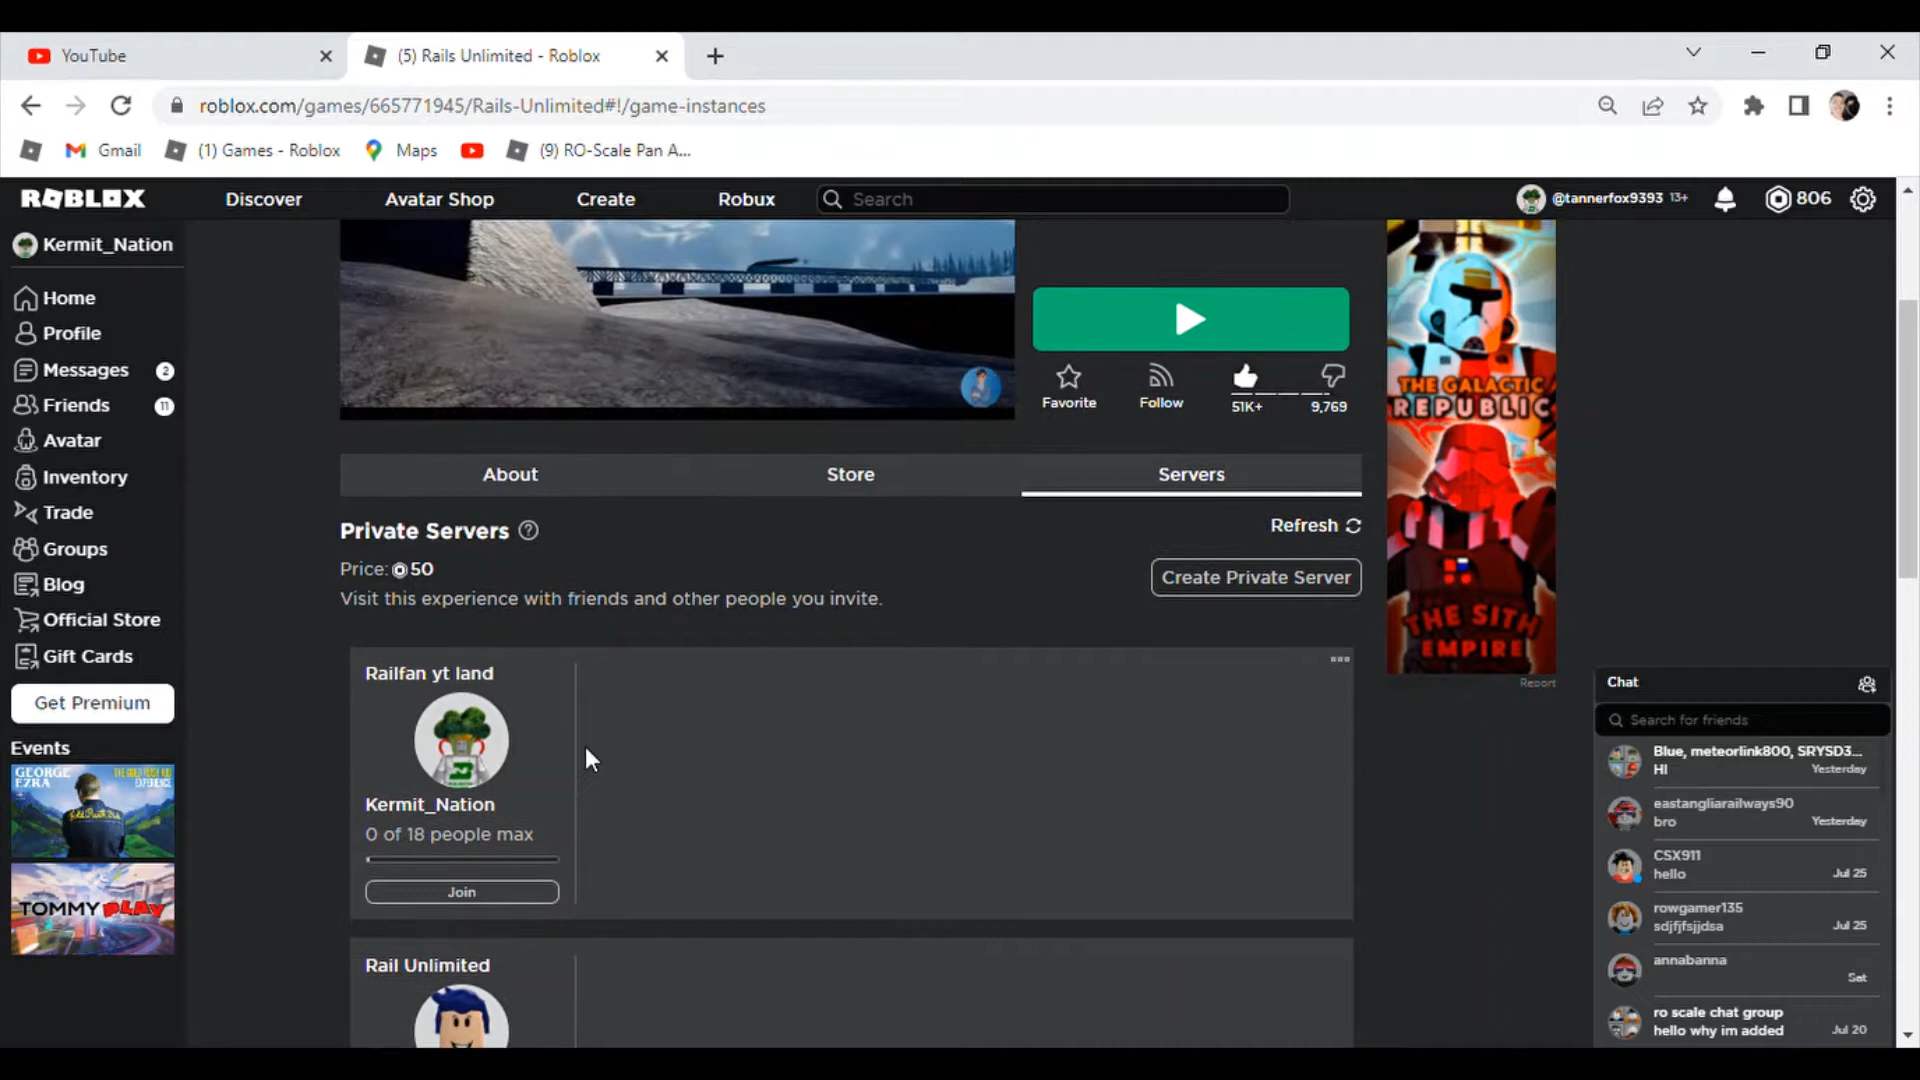 YouTube
(5) Rails Unlimited - Roblox
roblox.com/games/665771945/Rails-Unlimited#!/game-instances
Gmail
(1) Games - Roblox
Maps
(9) RO-Scale Pan A...
ROBLOX
Discover
Avatar Shop
Create
Robux
Search
@tannerfox9393 13+
806
Kermit_Nation
Home
Profile
Messages 2
Friends 11
Avatar
Inventory
Trade
Groups
Blog
Official Store
Gift Cards
Get Premium
Events
GEORGE
EZRA
TOMMY PLAY
Favorite
Follow
51K+
9,769
About
Store
Servers
Private Servers
Refresh
Price: 50
Create Private Server
Visit this experience with friends and other people you invite.
Railfan yt land
Kermit_Nation
0 of 18 people max
Join
Rail Unlimited
THE GALACTIC
REPUBLIC
THE SITH
EMPIRE
Report
Chat
Search for friends
Blue, meteorlink800, SRYSD3...
HI
Yesterday
eastangliarailways90
bro
Yesterday
CSX911
hello
Jul 25
rowgamer135
sdjfjfsjjdsa
Jul 25
annabanna
Sat
ro scale chat group
hello why im added
Jul 20